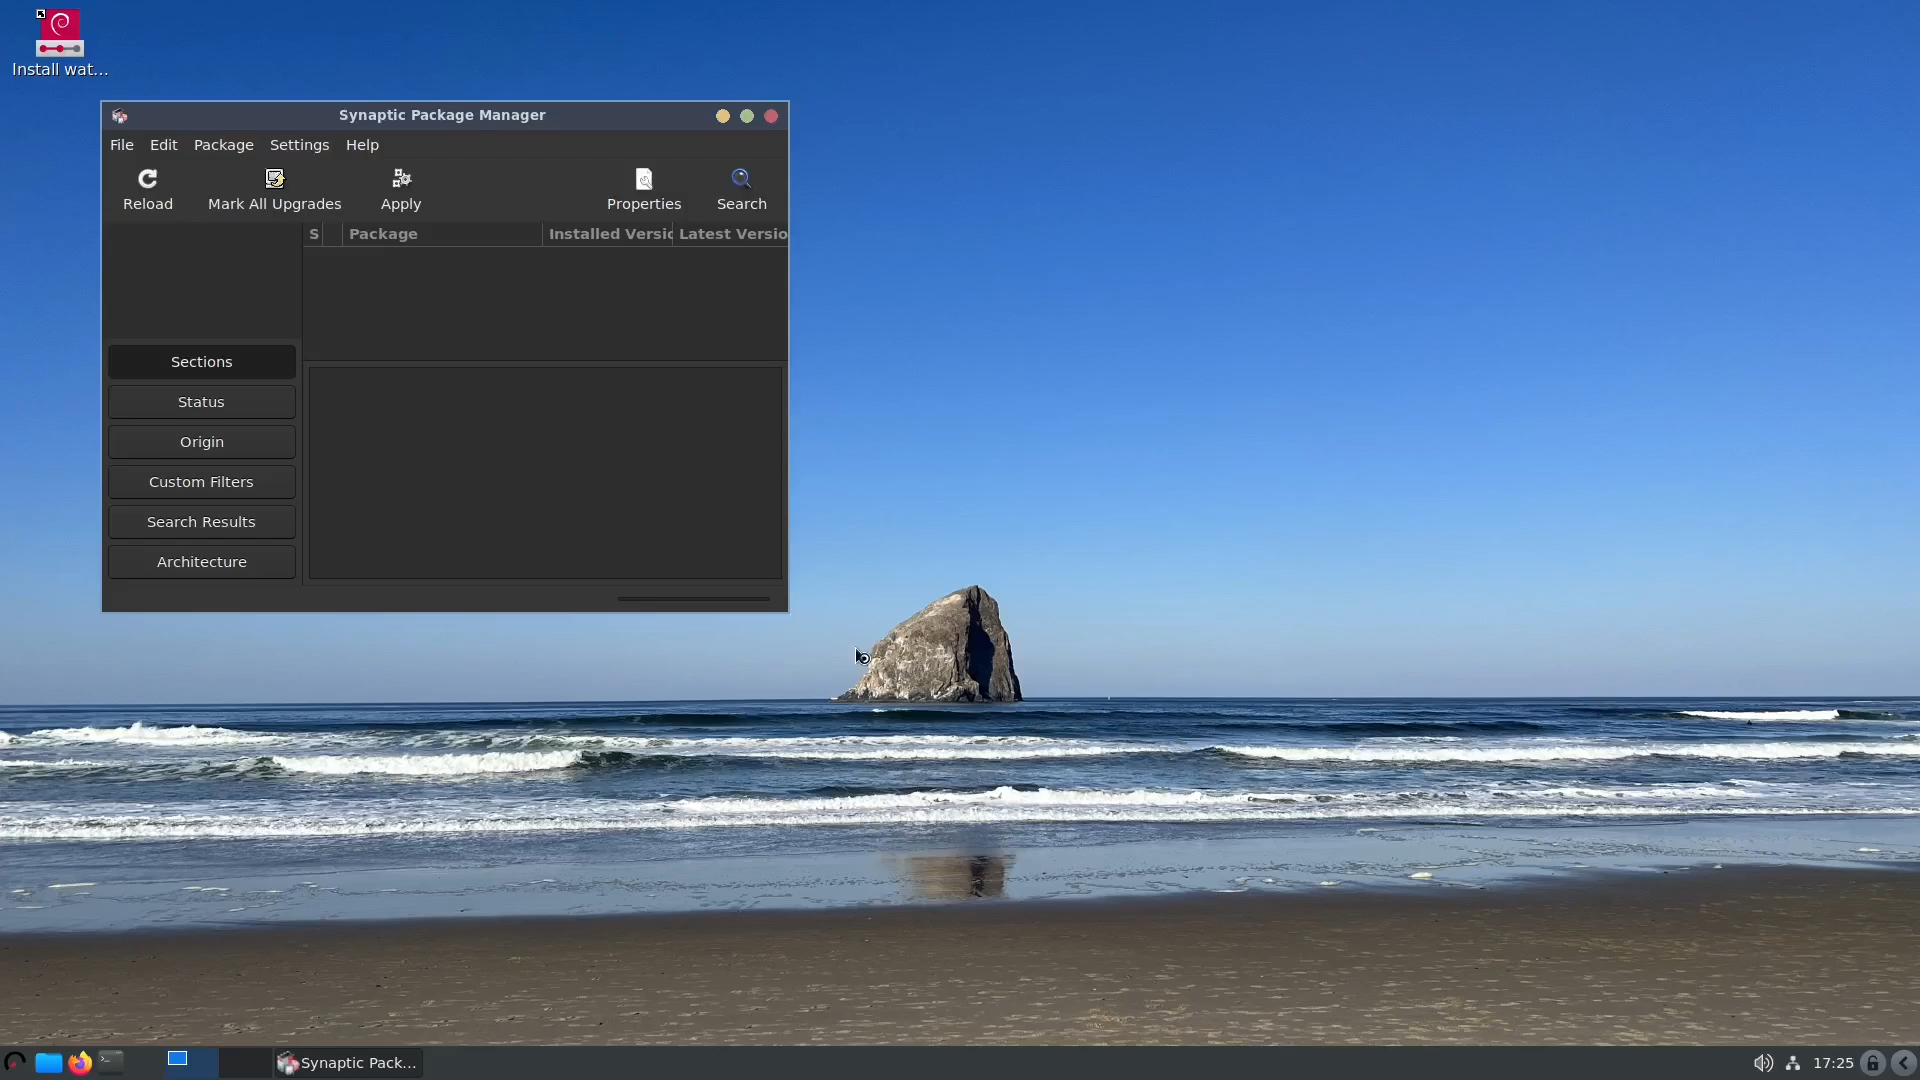 Install wat...
Synaptic Package Manager
File Edit Package Settings Help
Reload Mark All Upgrades Apply Properties Search
S Package Installed Versic Latest Versio
Sections
Status
Origin
Custom Filters
Search Results
Architecture
Synaptic Pack...
17:25